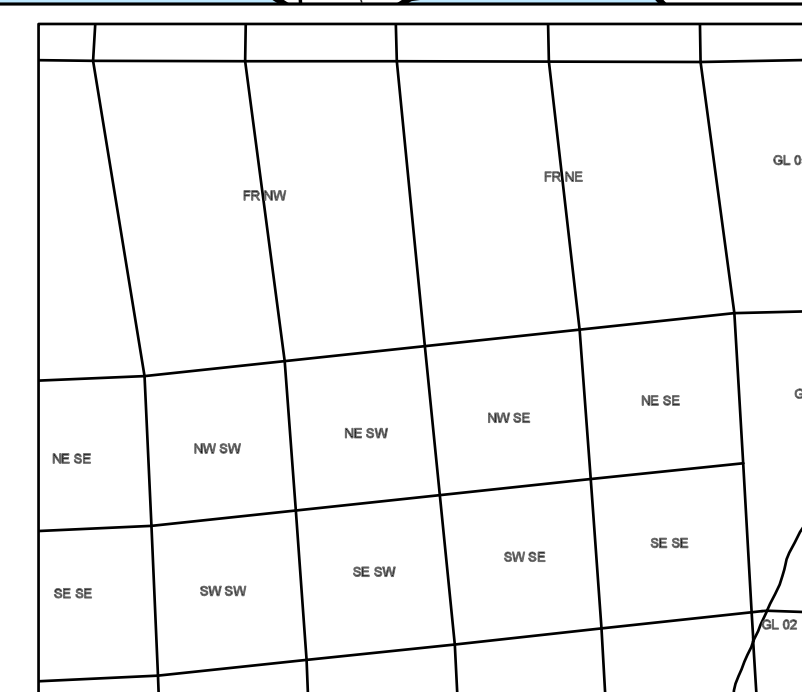 GL 0
FR NE
FR NW
G
NE SE
NW SE
NE SW
NW SW
NE SE
SE SE
SW SE
SE SW
SW SW
SE SE
GL 02